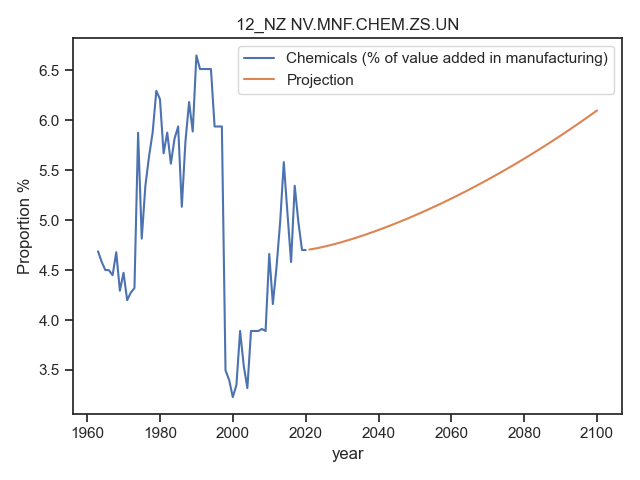 12_NZ NV.MNF.CHEM.ZS.UN
Chemicals (% of value added in manufacturing)
Projection
Proportion %
6.5
6.0
5.5
5.0
4.5
4.0
3.5
1960 1980 2000 2020 2040 2060 2080 2100
year